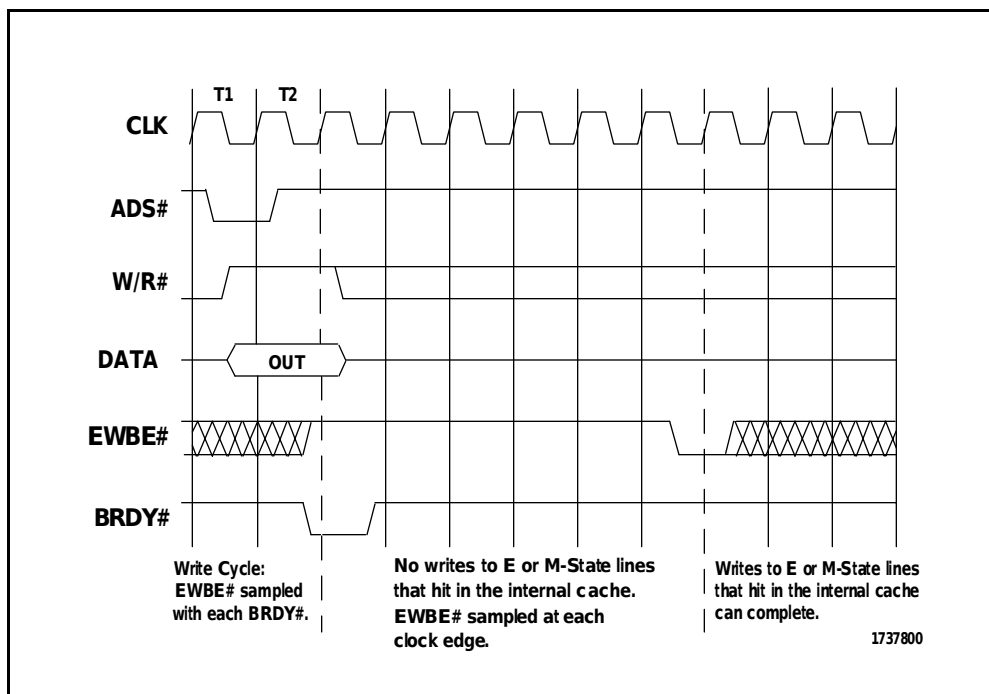 T1 T2
CLK
ADS#
W/R#
DATA OUT
EWBE#
BRDY#
Write Cycle:
EWBE# sampled
with each BRDY#.
No writes to E or M-State lines
that hit in the internal cache.
EWBE# sampled at each
clock edge.
Writes to E or M-State lines
that hit in the internal cache
can complete.
1737800